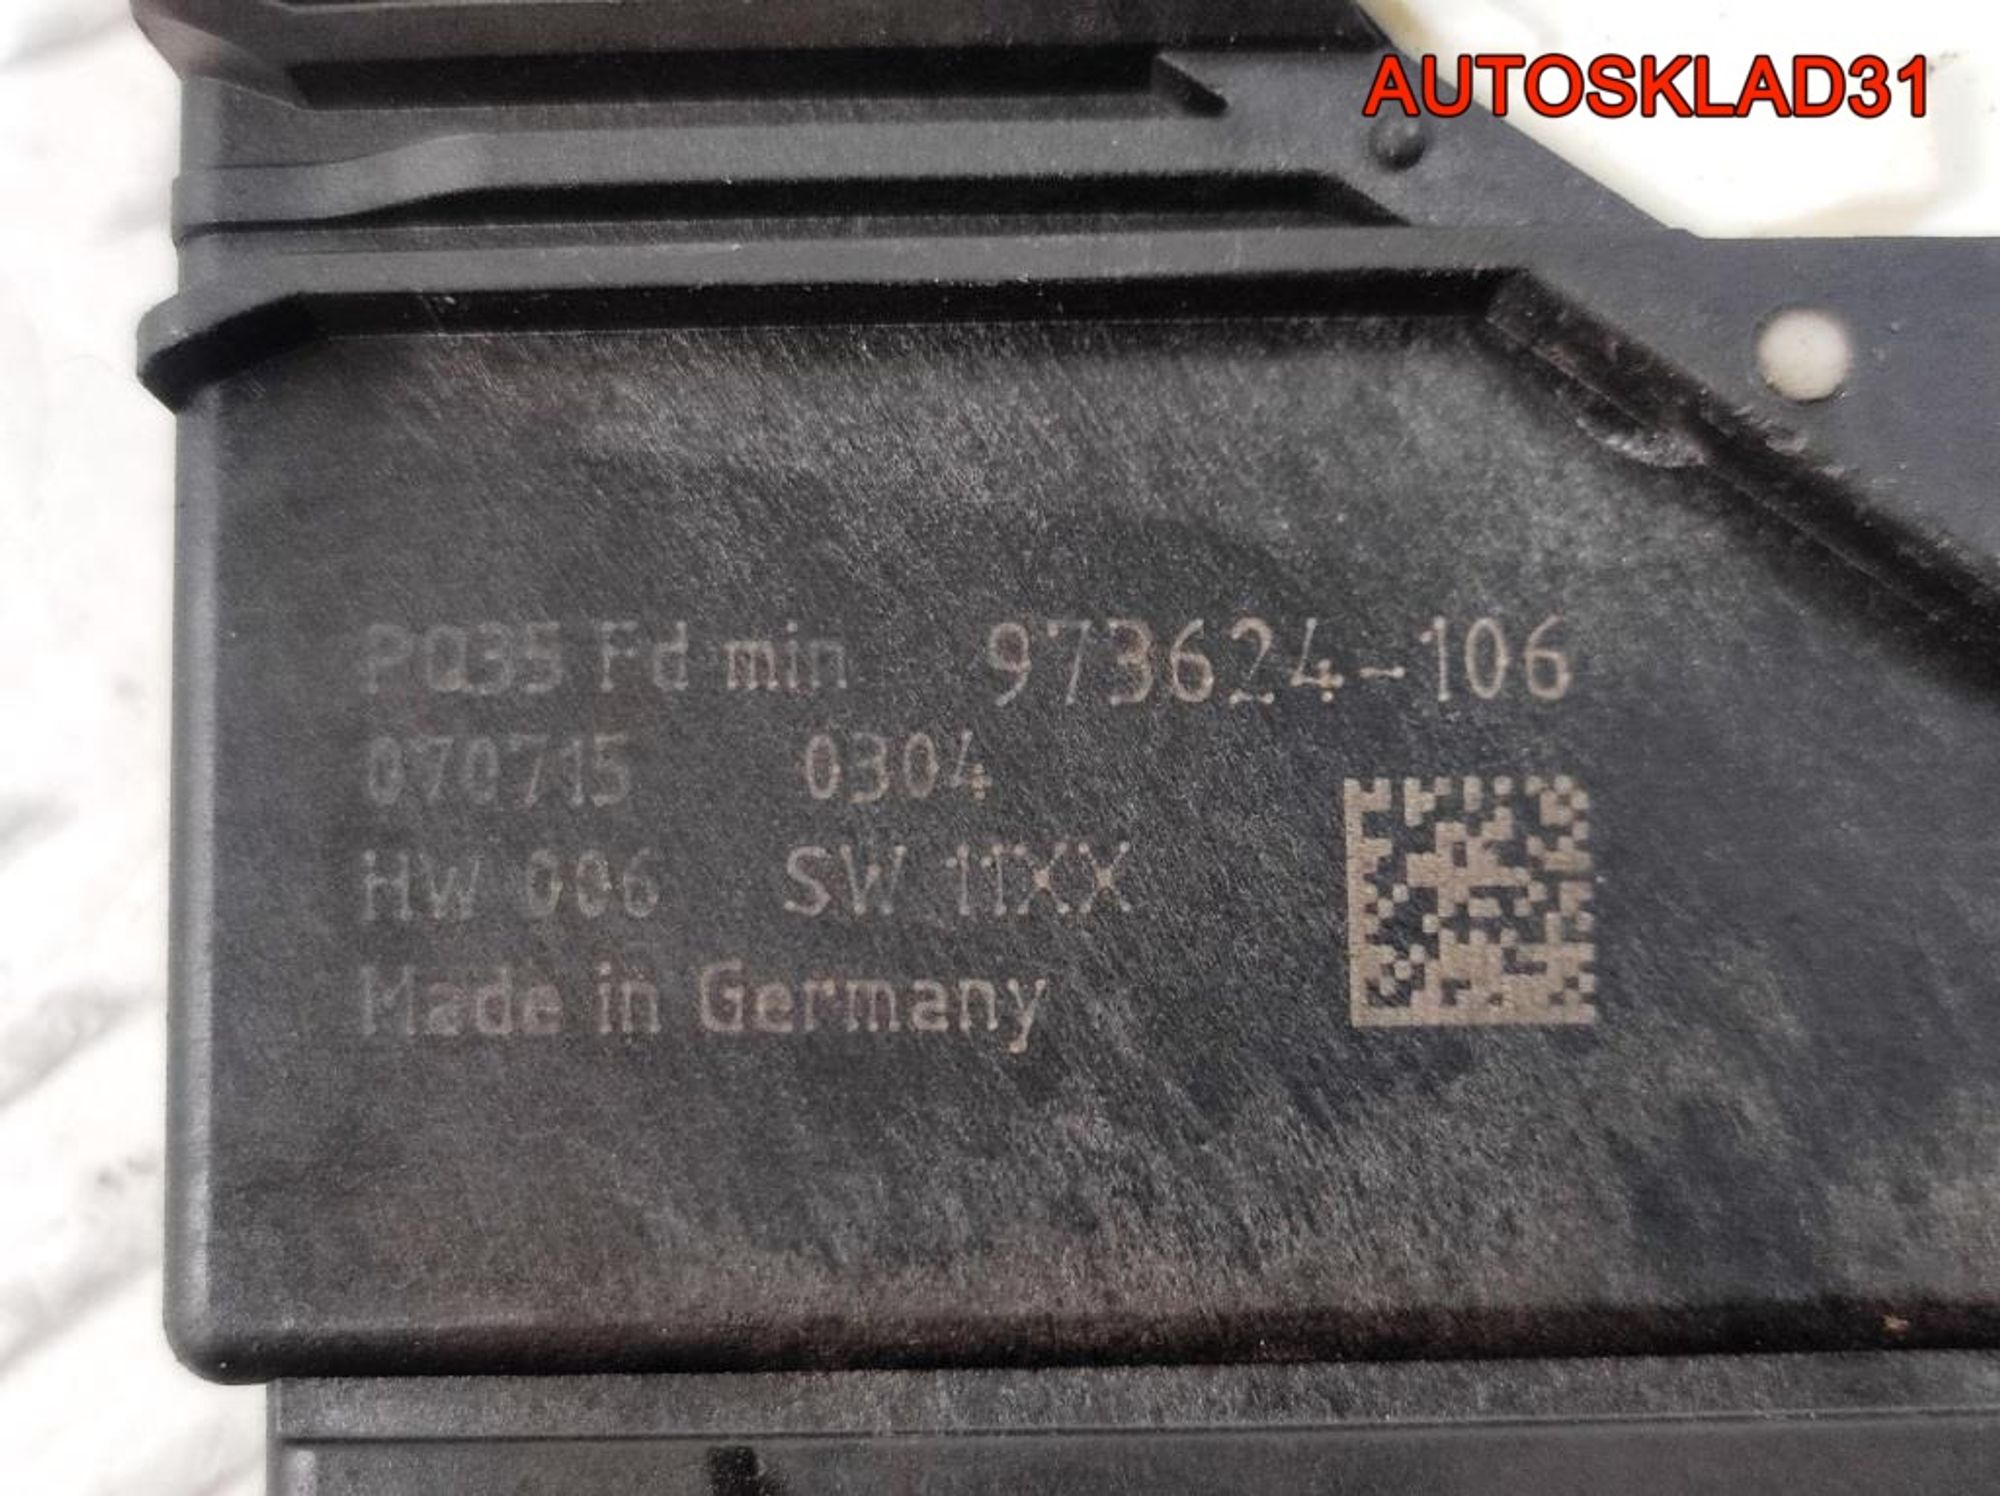 AUTOSKLAD31
PQ35 Fd min 973624-106
070715 0304
HW 006 SW 11XX
Made in Germany